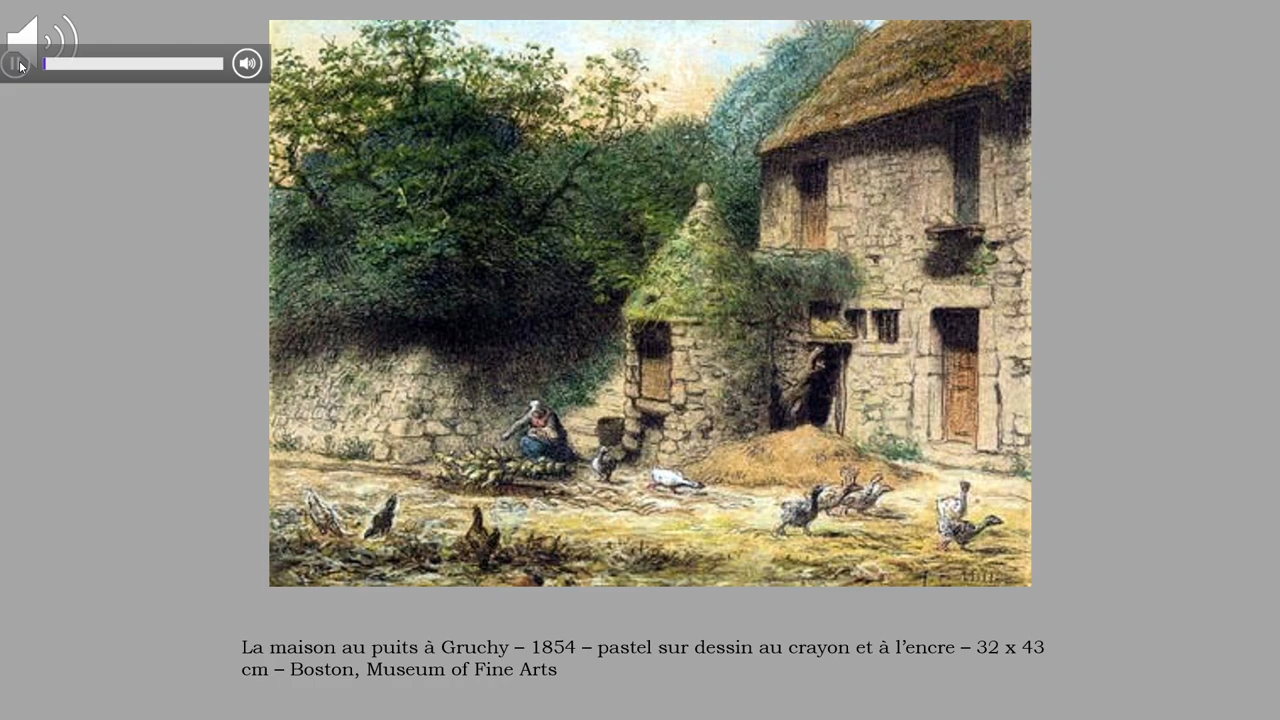 La maison au puits à Gruchy – 1854 – pastel sur dessin au crayon et à l'encre – 32 x 43
cm – Boston, Museum of Fine Arts